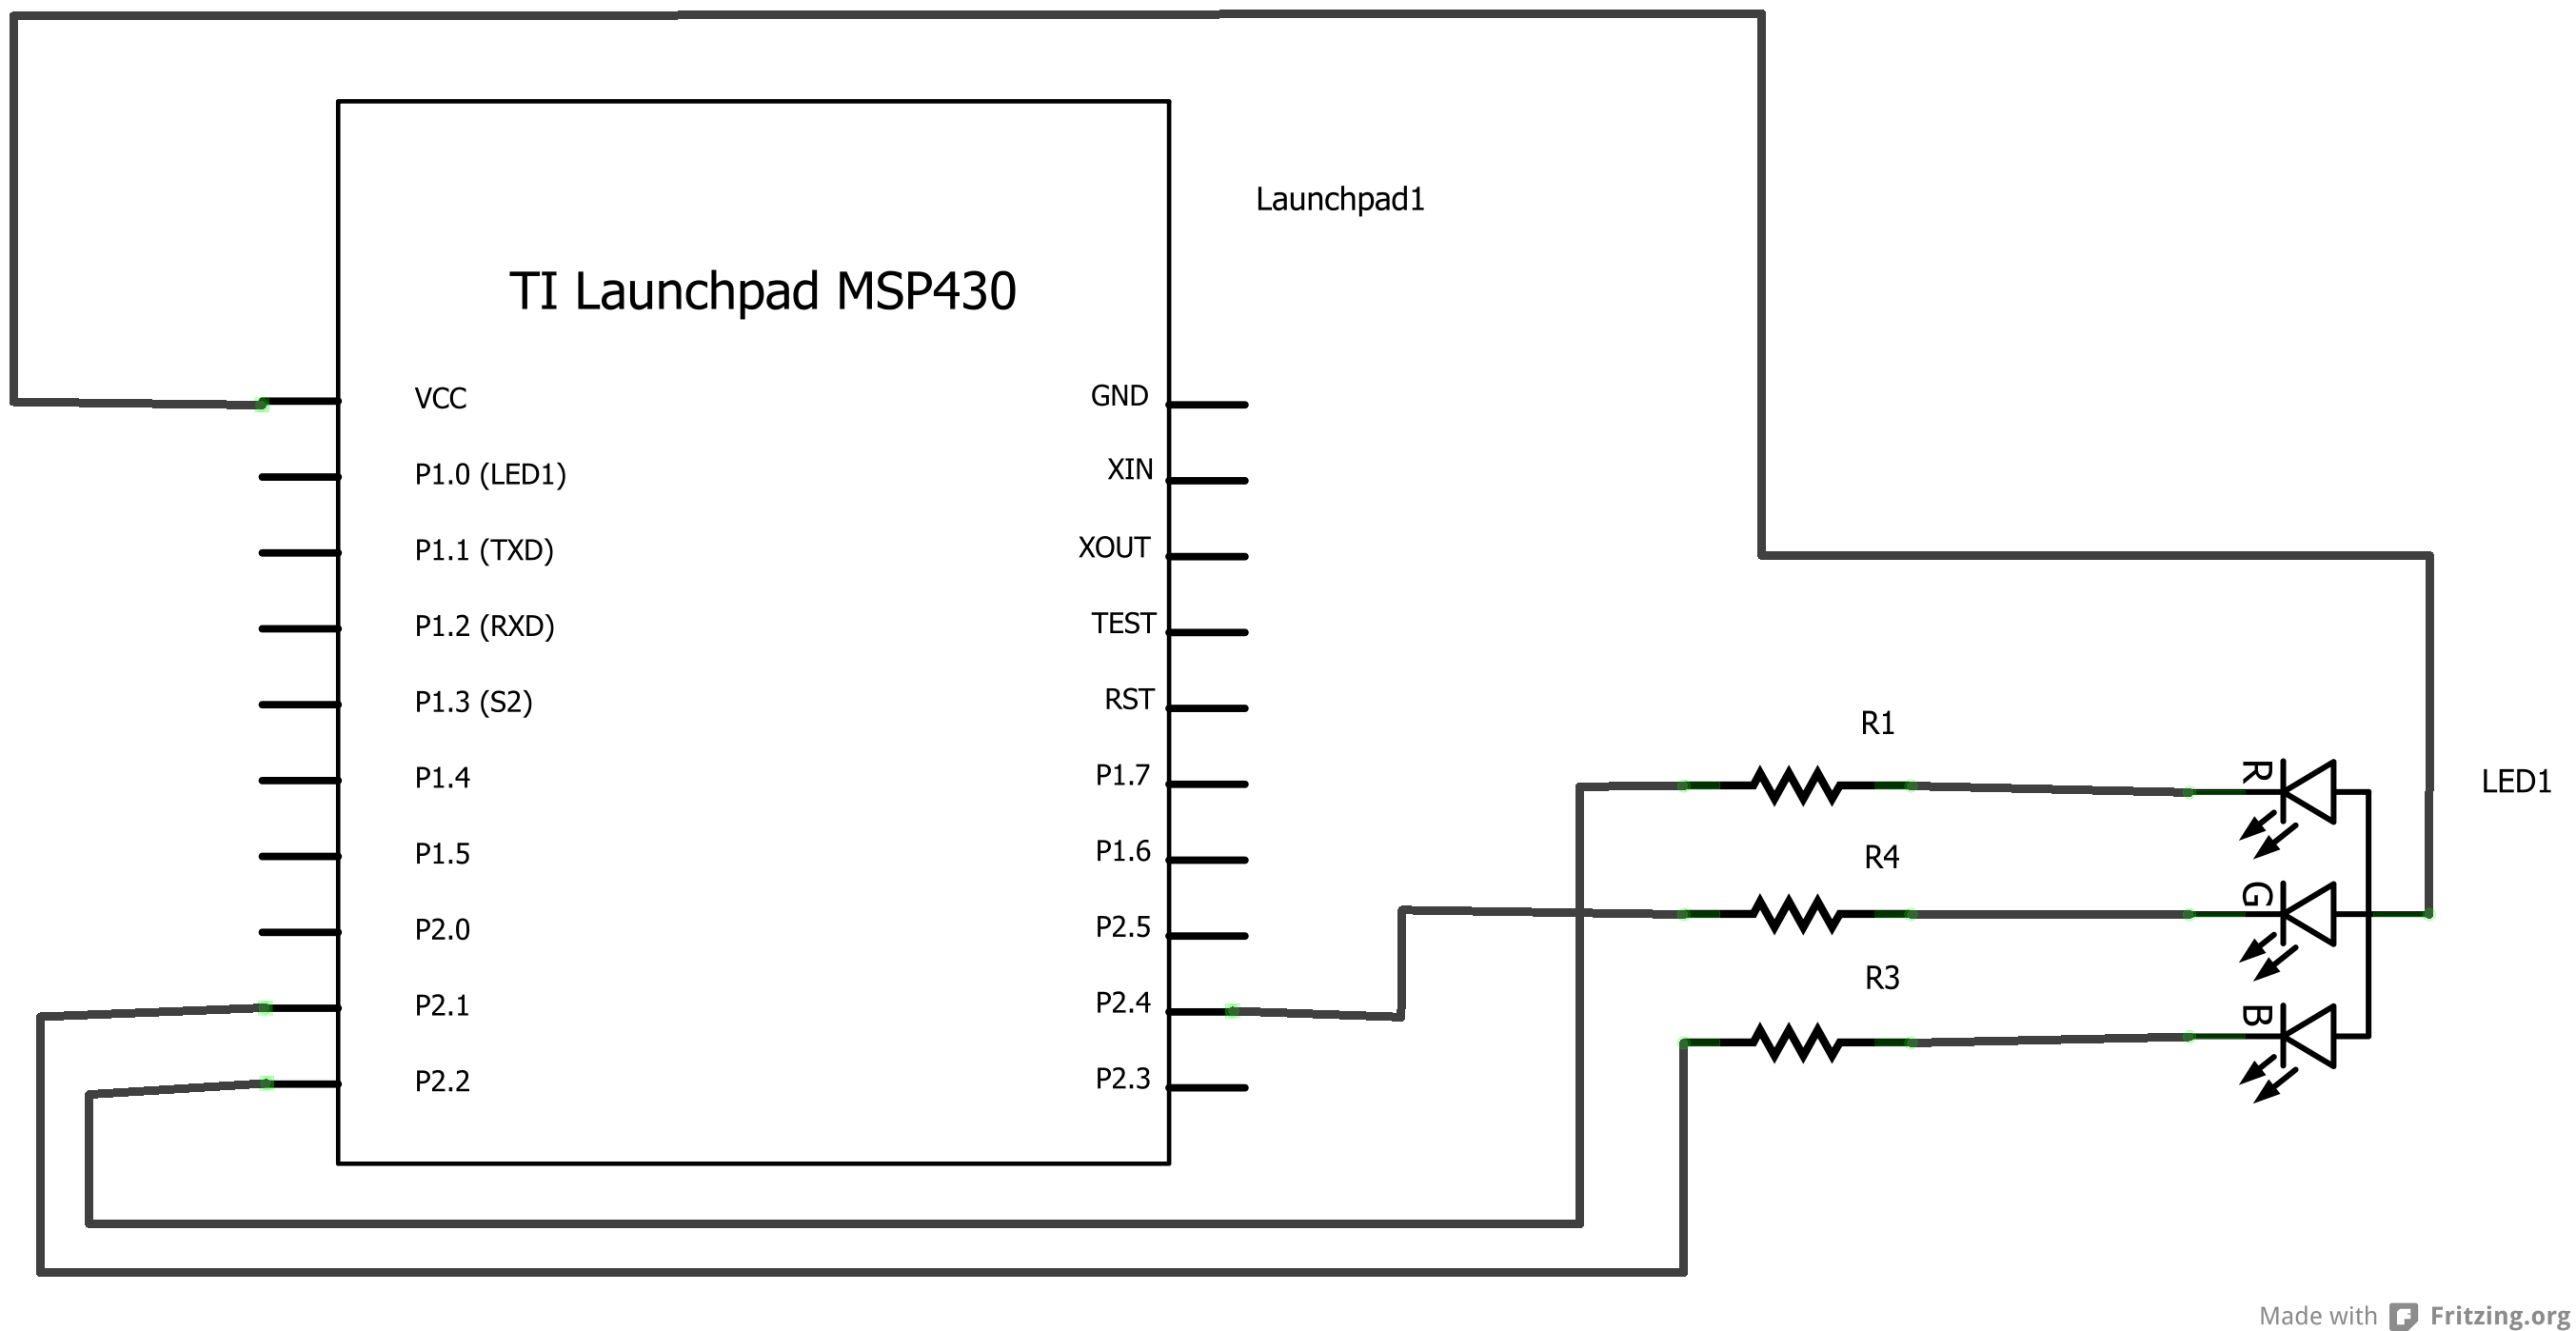 Launchpad1
TI Launchpad MSP430
VCC
GND
P1.0 (LED1)
XIN
P1.1 (TXD)
XOUT
P1.2 (RXD)
TEST
P1.3 (S2)
RST
P1.4
P1.7
P1.5
P1.6
P2.0
P2.5
P2.1
P2.4
P2.2
P2.3
R1
R4
R3
R
G
B
LED1
Made with Fritzing.org